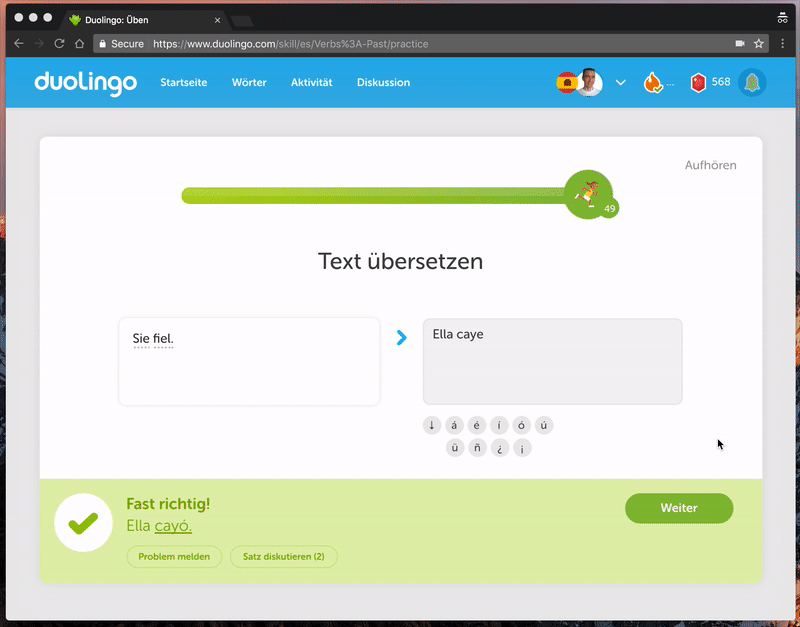 Duolingo: Üben
Secure https://www.duolingo.com/skill/es/Verbs%3A-Past/practice
duolingo Startseite Wörter Aktivität Diskussion ... 568
Aufhören
49
Text übersetzen
Sie fiel.
Ella caye
↓ á é í ó ú
ü ñ ¿ ¡
Fast richtig!
Ella cayó.
Weiter
Problem melden Satz diskutieren (2)